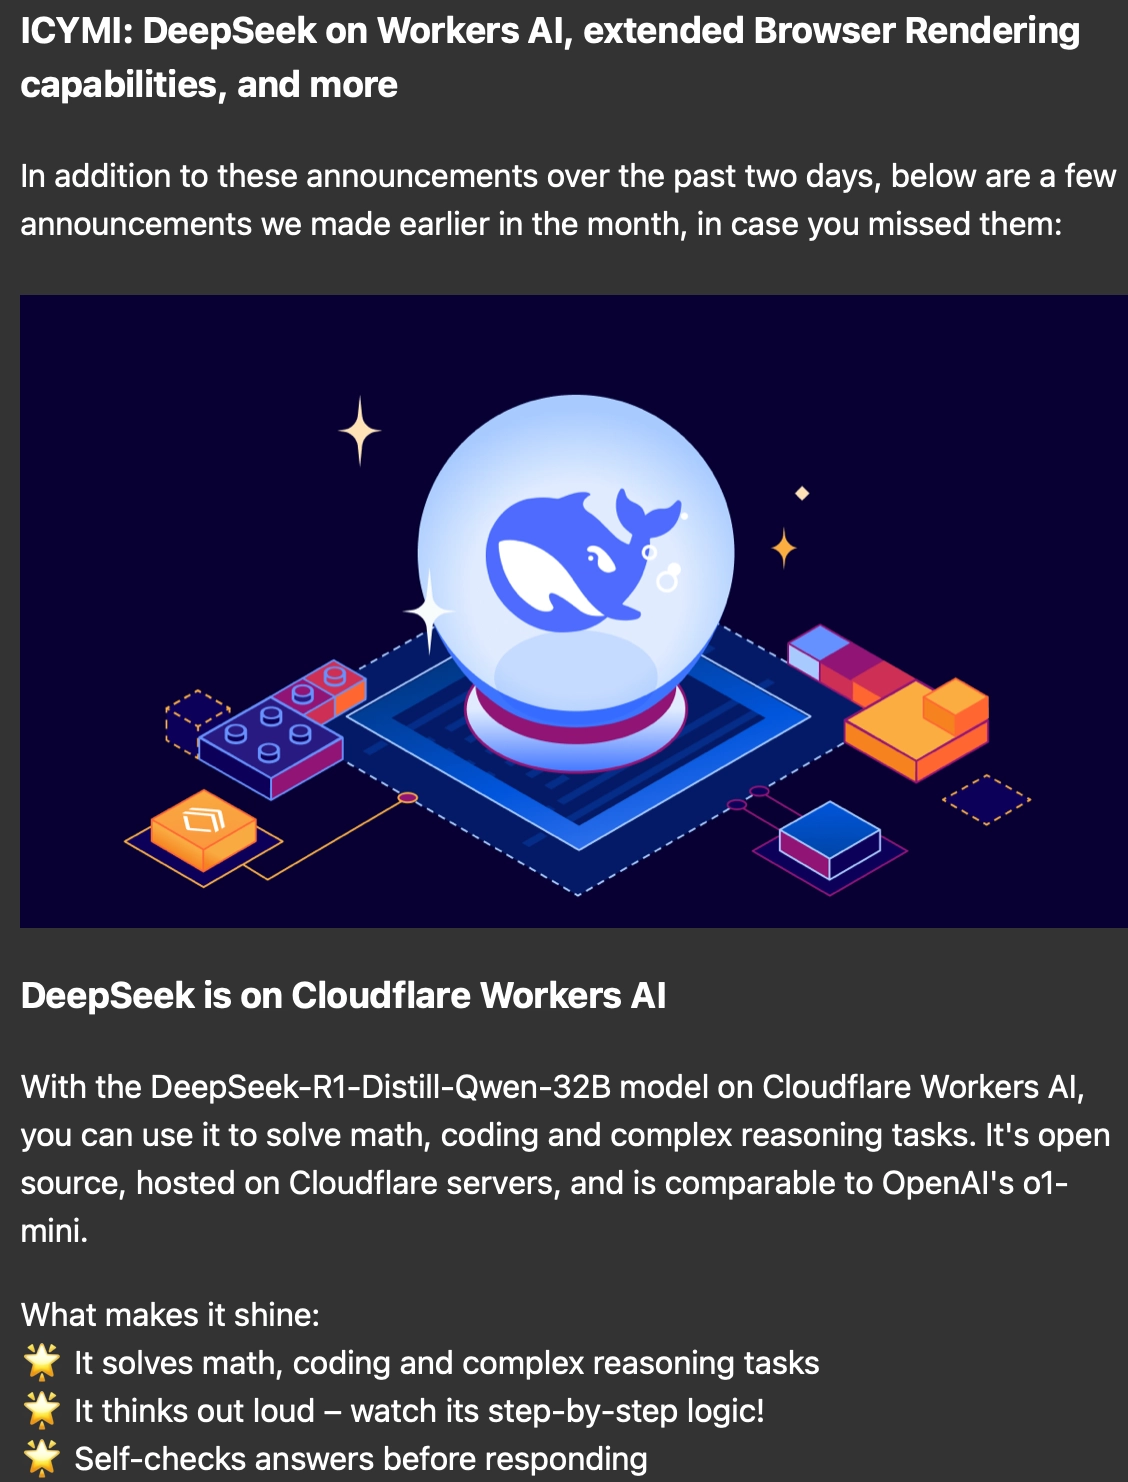 ICYMI: DeepSeek on Workers AI, extended Browser Rendering
capabilities, and more
In addition to these announcements over the past two days, below are a few
announcements we made earlier in the month, in case you missed them:
DeepSeek is on Cloudflare Workers AI
With the DeepSeek-R1-Distill-Qwen-32B model on Cloudflare Workers AI,
you can use it to solve math, coding and complex reasoning tasks. It's open
source, hosted on Cloudflare servers, and is comparable to OpenAI's o1-
mini.
What makes it shine:
🌟 It solves math, coding and complex reasoning tasks
🌟 It thinks out loud – watch its step-by-step logic!
🌟 Self-checks answers before responding